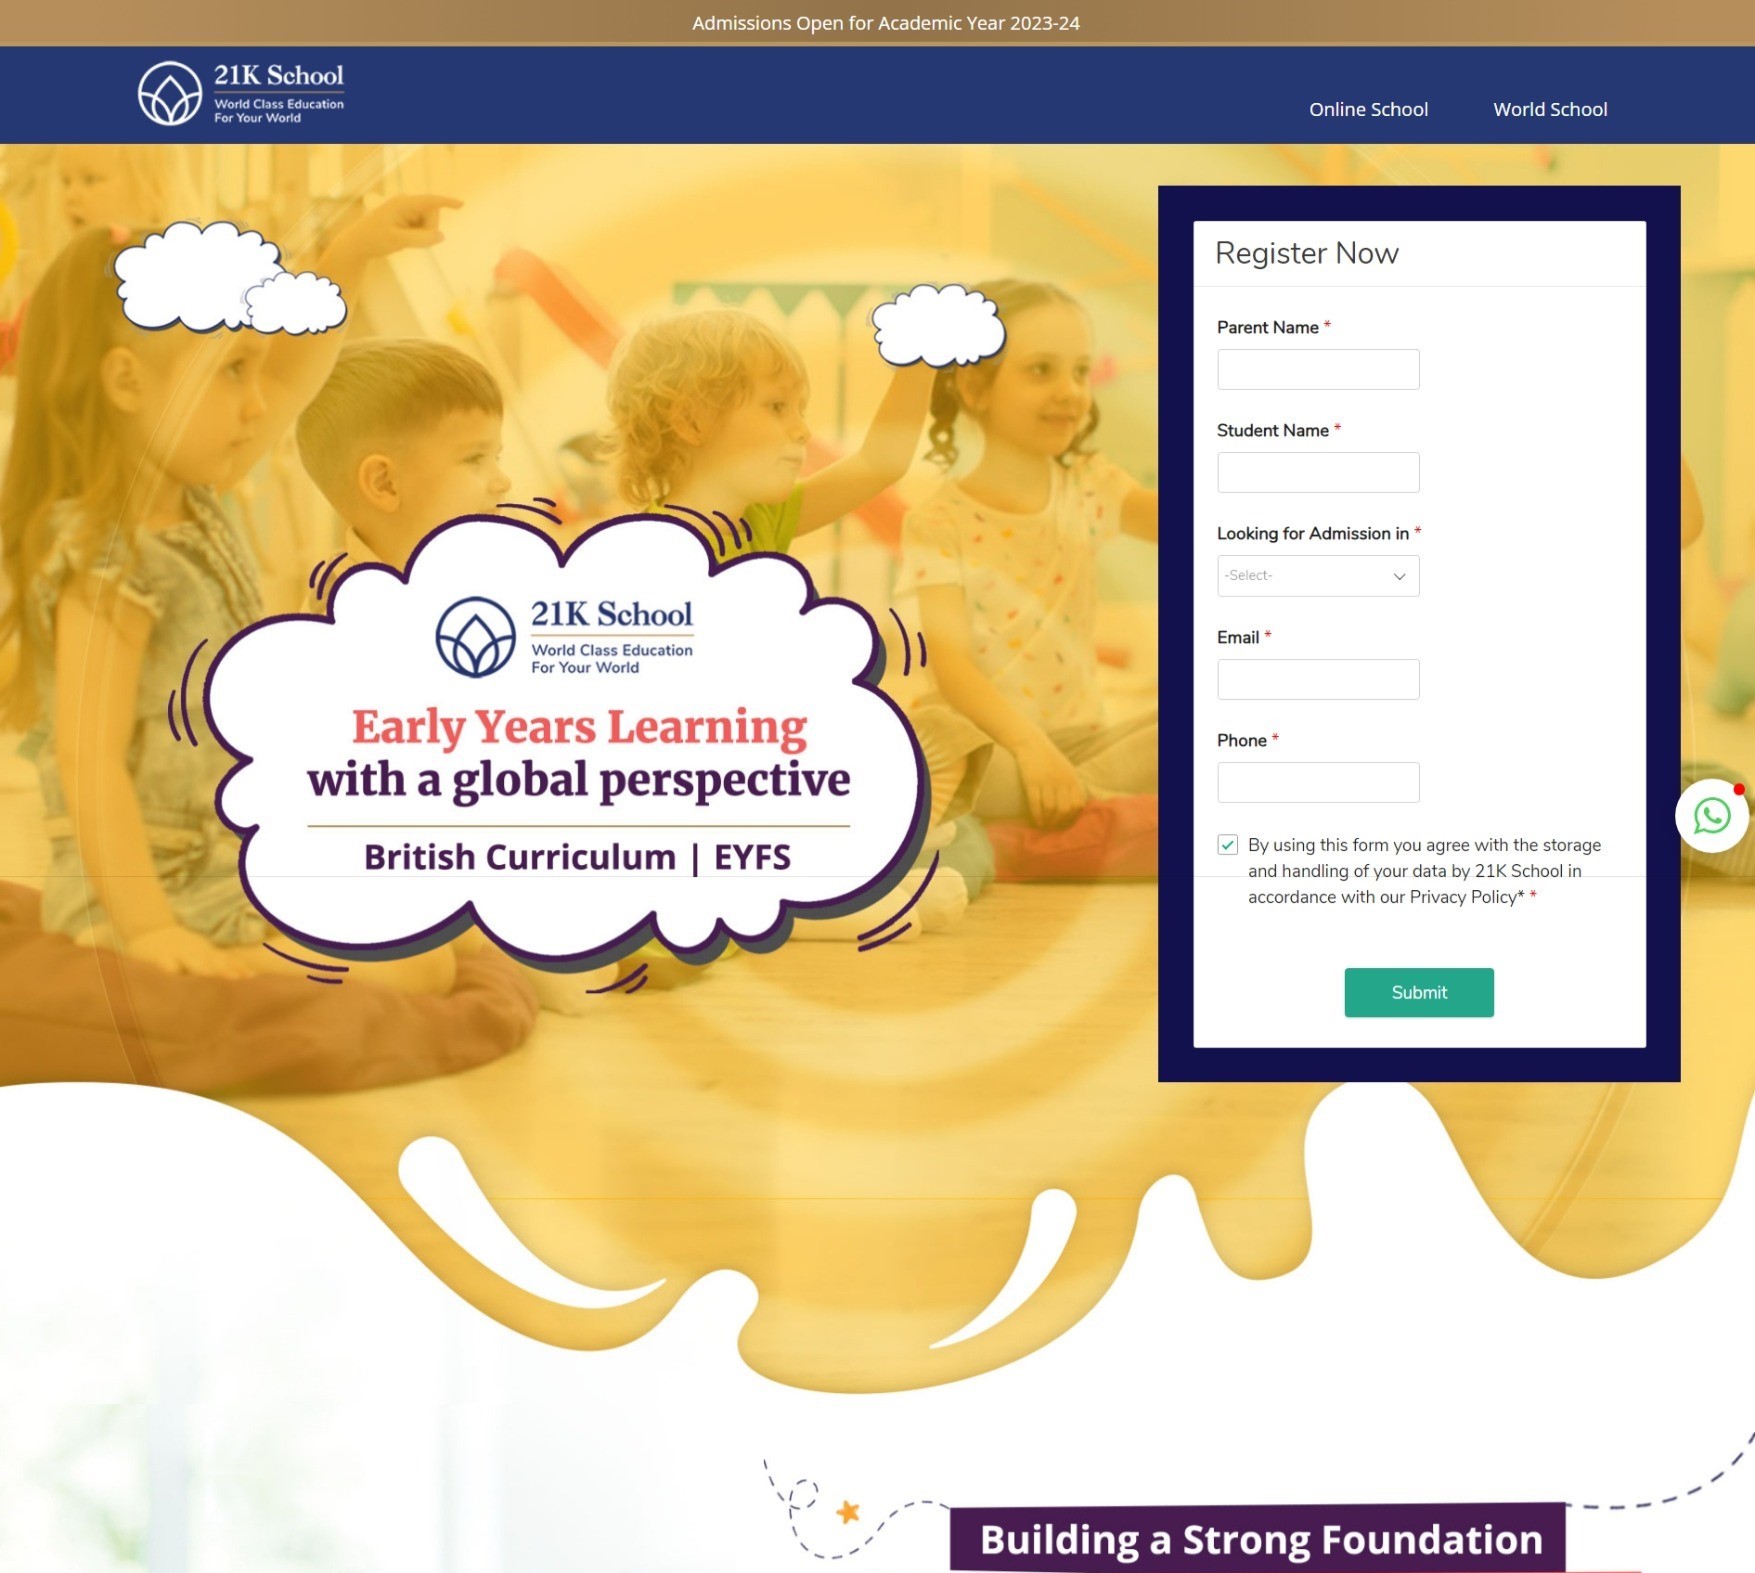 Admissions Open for Academic Year 2023-24
21K School
World Class Education
For Your World
Online School
World School
21K School
World Class Education
For Your World
Early Years Learning
with a global perspective
British Curriculum | EYFS
Register Now
Parent Name *
Student Name *
Looking for Admission in *
-Select-
Email *
Phone *
By using this form you agree with the storage
and handling of your data by 21K School in
accordance with our Privacy Policy* *
Submit
Building a Strong Foundation